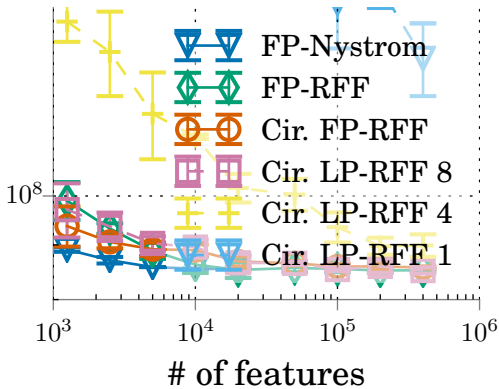 FP-Nystrom
FP-RFF
Cir. FP-RFF
Cir. LP-RFF 8
Cir. LP-RFF 4
Cir. LP-RFF 1
10^8
10^3 10^4 10^5 10^6
# of features